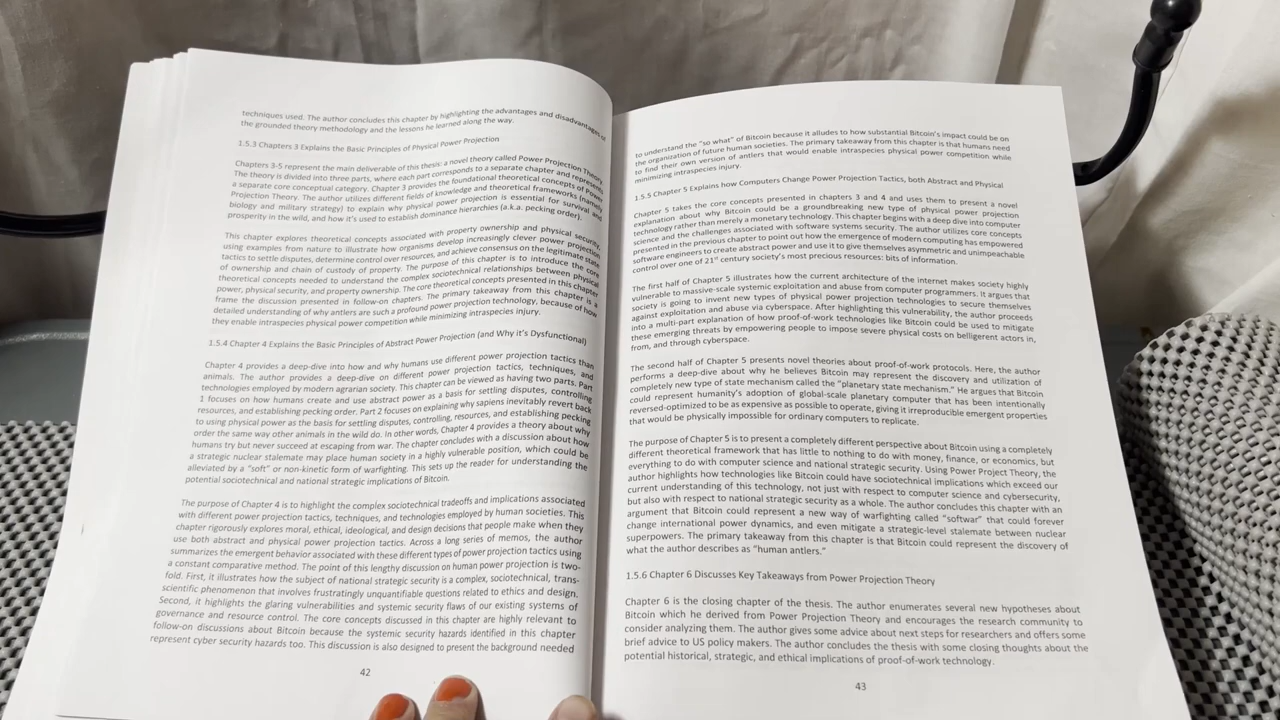 techniques used. The author concludes this chapter by highlighting the advantages and disadvantages of
the grounded theory methodology and the lessons he learned along the way.
1.5.3 Chapters 3 Explains the Basic Principles of Physical Power Projection
Chapters 3-5 represent the main deliverable of this thesis: a novel theory called Power Projection Theory.
The theory is divided into three parts, where each part corresponds to a separate chapter and represents
a separate core conceptual category. Chapter 3 provides the foundational theoretical concepts of Power
Projection Theory. The author utilizes different fields of knowledge and theoretical frameworks (namely
biology and military strategy) to explain why physical power projection is essential for survival and
prosperity in the wild, and how it's used to establish dominance hierarchies (a.k.a. pecking order).
This chapter explores theoretical concepts associated with property ownership and physical security,
using examples from nature to illustrate how organisms develop increasingly clever power projection
tactics to settle disputes, determine control over resources, and achieve consensus on the legitimate state
of ownership and chain of custody of property. The purpose of this chapter is to introduce the core
theoretical concepts needed to understand the complex sociotechnical relationships between physical
power, physical security, and property ownership. The core theoretical concepts presented in this chapter
frame the discussion presented in follow-on chapters. The primary takeaway from this chapter is a
detailed understanding of why antlers are such a profound power projection technology, because of how
they enable intraspecies physical power competition while minimizing intraspecies injury.
1.5.4 Chapter 4 Explains the Basic Principles of Abstract Power Projection (and Why it's Dysfunctional)
Chapter 4 provides a deep-dive into how and why humans use different power projection tactics than
animals. The author provides a deep-dive on different power projection tactics, techniques, and
technologies employed by modern agrarian society. This chapter can be viewed as having two parts. Part
1 focuses on how humans create and use abstract power as a basis for settling disputes, controlling
resources, and establishing pecking order. Part 2 focuses on explaining why sapiens inevitably revert back
to using physical power as the basis for settling disputes, controlling, resources, and establishing pecking
order the same way other animals in the wild do. In other words, Chapter 4 provides a theory about why
humans try but never succeed at escaping from war. The chapter concludes with a discussion about how
a strategic nuclear stalemate may place human society in a highly vulnerable position, which could be
alleviated by a "soft" or non-kinetic form of warfighting. This sets up the reader for understanding the
potential sociotechnical and national strategic implications of Bitcoin.
The purpose of Chapter 4 is to highlight the complex sociotechnical tradeoffs and implications associated
with different power projection tactics, techniques, and technologies employed by human societies. This
chapter rigorously explores moral, ethical, ideological, and design decisions that people make when they
use both abstract and physical power projection tactics. Across a long series of memos, the author
summarizes the emergent behavior associated with these different types of power projection tactics using
a constant comparative method. The point of this lengthy discussion on human power projection is two-
fold. First, it illustrates how the subject of national strategic security is a complex, sociotechnical, trans-
scientific phenomenon that involves frustratingly unquantifiable questions related to ethics and design.
Second, it highlights the glaring vulnerabilities and systemic security flaws of our existing systems of
governance and resource control. The core concepts discussed in this chapter are highly relevant to
follow-on discussions about Bitcoin because the systemic security hazards identified in this chapter
represent cyber security hazards too. This discussion is also designed to present the background needed
42
to understand the "so what" of Bitcoin because it alludes to how substantial Bitcoin's impact could be on
the organization of future human societies. The primary takeaway from this chapter is that humans need
to find their own version of antlers that would enable intraspecies physical power competition while
minimizing intraspecies injury.
1.5.5 Chapter 5 Explains how Computers Change Power Projection Tactics, both Abstract and Physical
Chapter 5 takes the core concepts presented in chapters 3 and 4 and uses them to present a novel
explanation about why Bitcoin could be a groundbreaking new type of physical power projection
technology rather than merely a monetary technology. This chapter begins with a deep dive into computer
science and the challenges associated with software systems security. The author utilizes core concepts
presented in the previous chapter to point out how the emergence of modern computing has empowered
software engineers to create abstract power and use it to give themselves asymmetric and unimpeachable
control over one of 21st century society's most precious resources: bits of information.
The first half of Chapter 5 illustrates how the current architecture of the internet makes society highly
vulnerable to massive-scale systemic exploitation and abuse from computer programmers. It argues that
society is going to invent new types of physical power projection technologies to secure themselves
against exploitation and abuse via cyberspace. After highlighting this vulnerability, the author proceeds
into a multi-part explanation of how proof-of-work technologies like Bitcoin could be used to mitigate
these emerging threats by empowering people to impose severe physical costs on belligerent actors in,
from, and through cyberspace.
The second half of Chapter 5 presents novel theories about proof-of-work protocols. Here, the author
performs a deep-dive about why he believes Bitcoin may represent the discovery and utilization of
completely new type of state mechanism called the "planetary state mechanism." He argues that Bitcoin
could represent humanity's adoption of global-scale planetary computer that has been intentionally
reversed-optimized to be as expensive as possible to operate, giving it irreproducible emergent properties
that would be physically impossible for ordinary computers to replicate.
The purpose of Chapter 5 is to present a completely different perspective about Bitcoin using a completely
different theoretical framework that has little to nothing to do with money, finance, or economics, but
everything to do with computer science and national strategic security. Using Power Project Theory, the
author highlights how technologies like Bitcoin could have sociotechnical implications which exceed our
current understanding of this technology, not just with respect to computer science and cybersecurity,
but also with respect to national strategic security as a whole. The author concludes this chapter with an
argument that Bitcoin could represent a new way of warfighting called "softwar" that could forever
change international power dynamics, and even mitigate a strategic-level stalemate between nuclear
superpowers. The primary takeaway from this chapter is that Bitcoin could represent the discovery of
what the author describes as "human antlers."
1.5.6 Chapter 6 Discusses Key Takeaways from Power Projection Theory
Chapter 6 is the closing chapter of the thesis. The author enumerates several new hypotheses about
Bitcoin which he derived from Power Projection Theory and encourages the research community to
consider analyzing them. The author gives some advice about next steps for researchers and offers some
brief advice to US policy makers. The author concludes the thesis with some closing thoughts about the
potential historical, strategic, and ethical implications of proof-of-work technology.
43